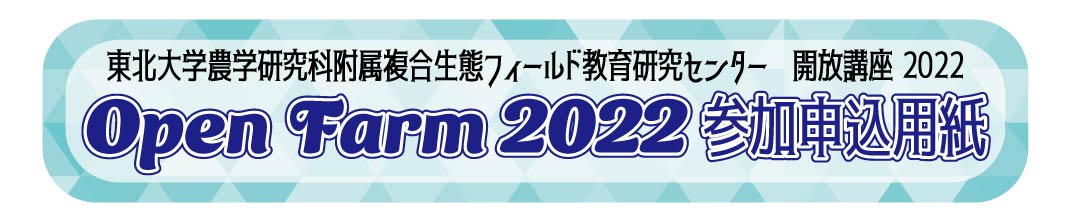 東北大学農学研究科附属複合生態フィールド教育研究センター　開放講座 2022
Open Farm 2022 参加申込用紙